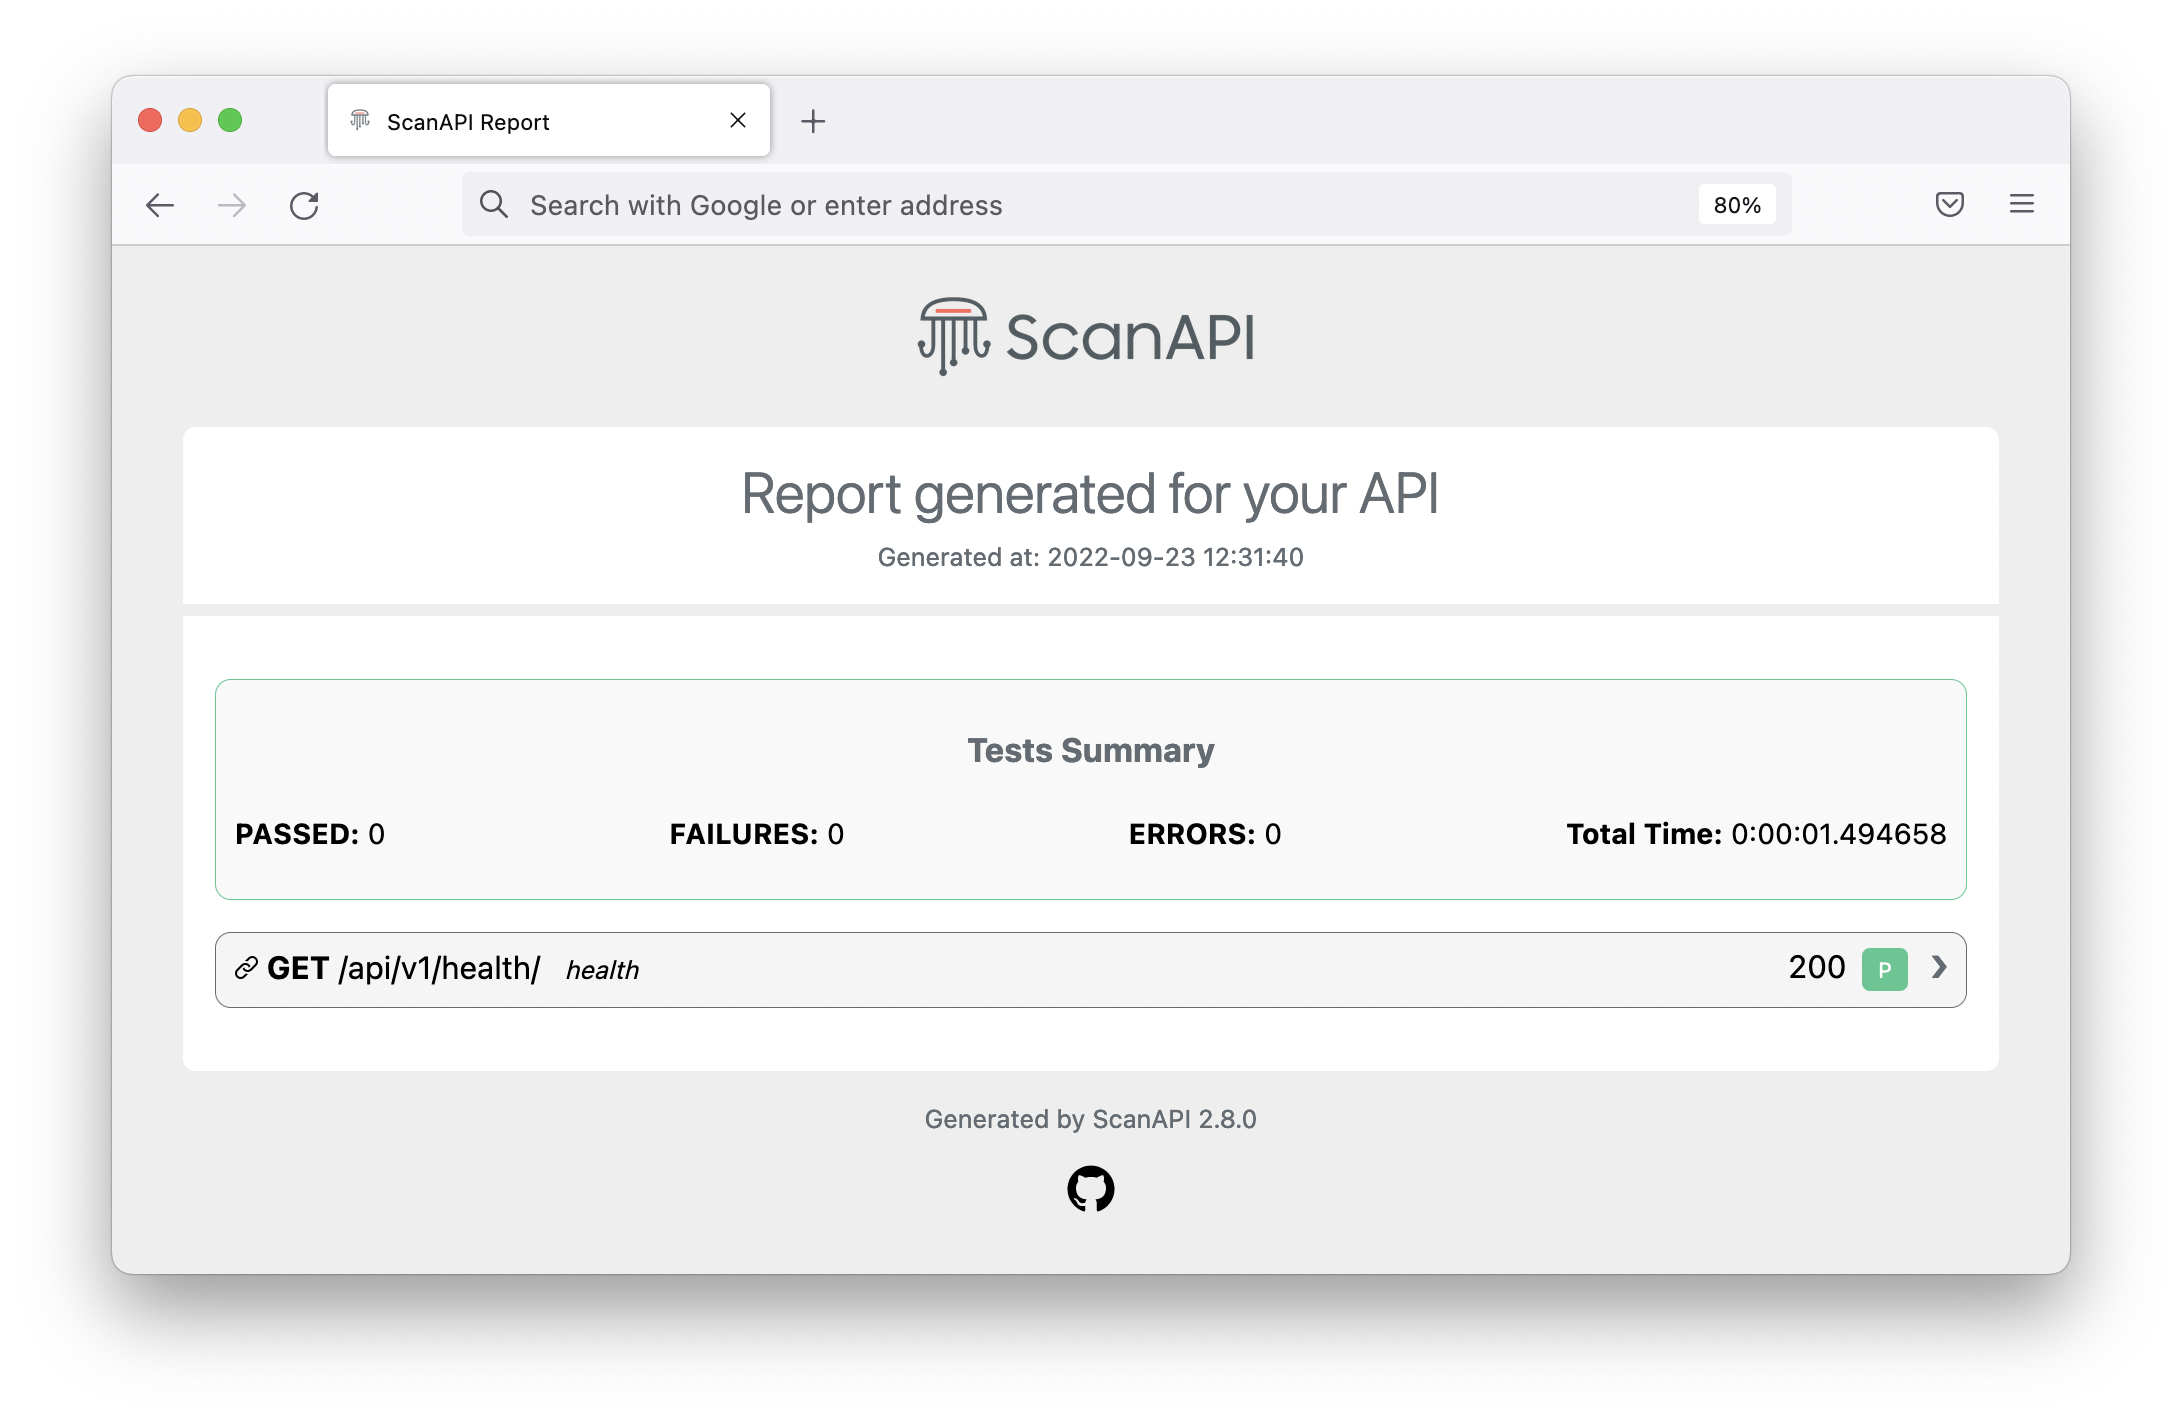 ScanAPI Report
Search with Google or enter address 80%
ScanAPI
Report generated for your API
Generated at: 2022-09-23 12:31:40
Tests Summary
PASSED: 0 FAILURES: 0 ERRORS: 0 Total Time: 0:00:01.494658
GET /api/v1/health/ health 200 P
Generated by ScanAPI 2.8.0